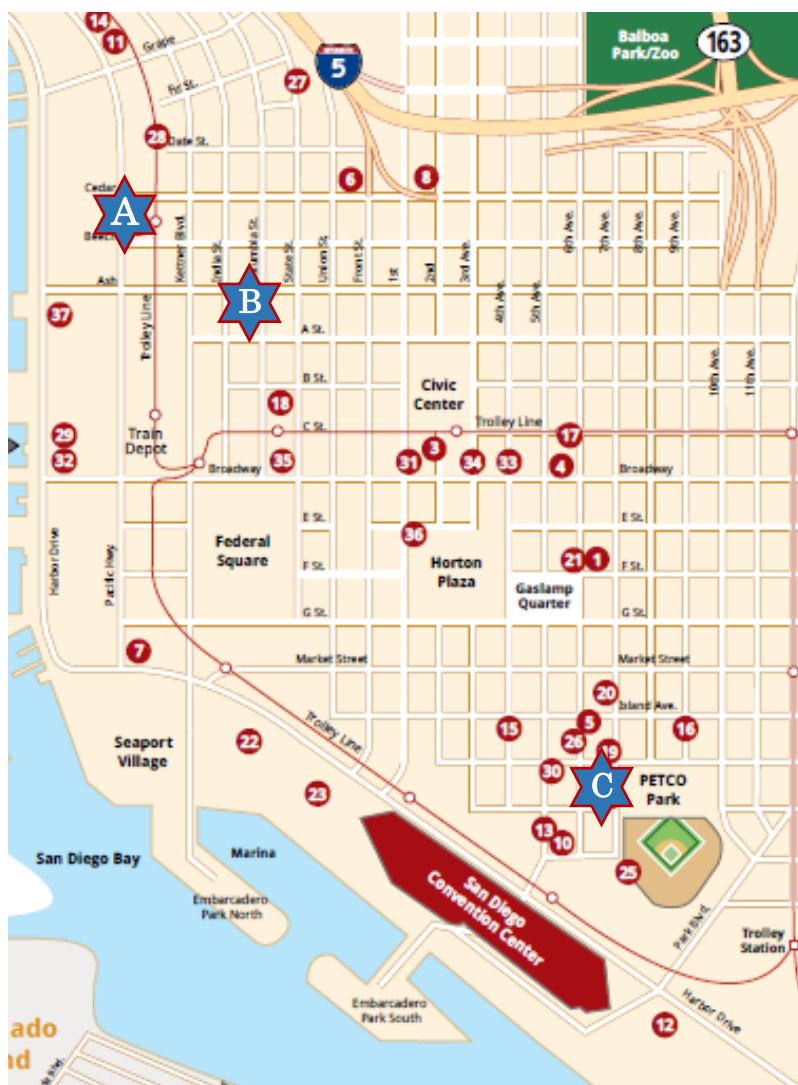 14
11
Grape
INTERSTATE
5
Balboa
Park/Zoo
163
27
Fir St.
28
Date St.
6
8
Cedar
A
Beech
Kettner Blvd.
India St.
State St.
Union St.
Front St.
1st
2nd
3rd Ave.
4th Ave.
5th Ave.
6th Ave.
7th Ave.
8th Ave.
9th Ave.
Ash
B
37
Trolley Line
A St.
10th Ave.
11th Ave.
B St.
Civic
Center
18
C St.
Trolley Line
17
29
Train
Depot
3
32
Broadway
35
31
34
33
4
Broadway
E St.
E St.
36
Federal
Square
Harbor Drive
Pacific Hwy.
F St.
Horton
Plaza
21
1
F St.
Gaslamp
Quarter
G St.
G St.
7
Market Street
Market Street
20
Island Ave.
Trolley Line
15
5
16
22
26
19
Seaport
Village
30
C
PETCO
Park
23
13
10
San Diego Bay
Marina
25
San Diego
Convention Center
Embarcadero
Park North
Park Blvd.
Trolley
Station
Embarcadero
Park South
Harbor Drive
12
ado
nd